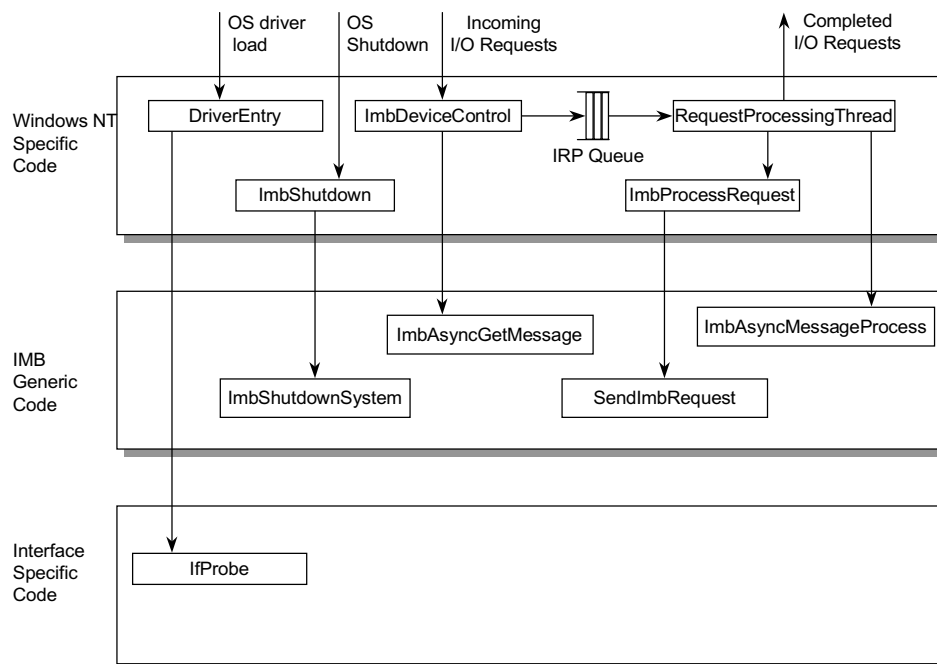 OS driver
load
OS
Shutdown
Incoming
I/O Requests
Completed
I/O Requests
Windows NT
Specific
Code
DriverEntry
ImbDeviceControl
IRP Queue
RequestProcessingThread
ImbShutdown
ImbProcessRequest
IMB
Generic
Code
ImbAsyncGetMessage
ImbAsyncMessageProcess
ImbShutdownSystem
SendImbRequest
Interface
Specific
Code
IfProbe